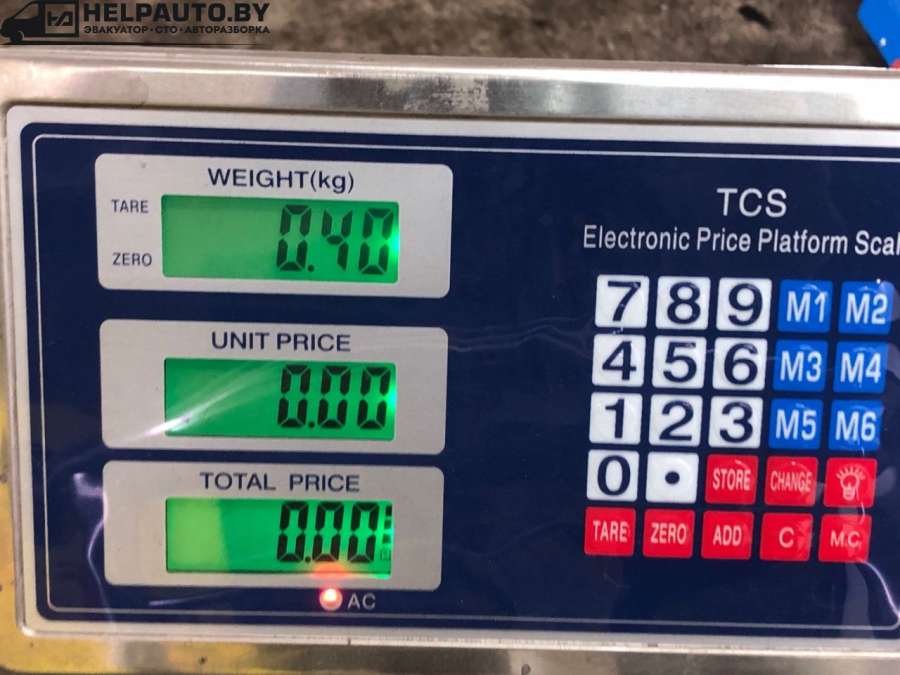 HELPAUTO.BY
ЭВАКУАТОР • СТО • АВТОРАЗБОРКА
WEIGHT(kg)
TARE
0.40
ZERO
UNIT PRICE
0.00
TOTAL PRICE
0.00
AC
TCS
Electronic Price Platform Scal
7 8 9 M1 M2
4 5 6 M3 M4
1 2 3 M5 M6
0 • STORE CHANGE
TARE ZERO ADD C M.C